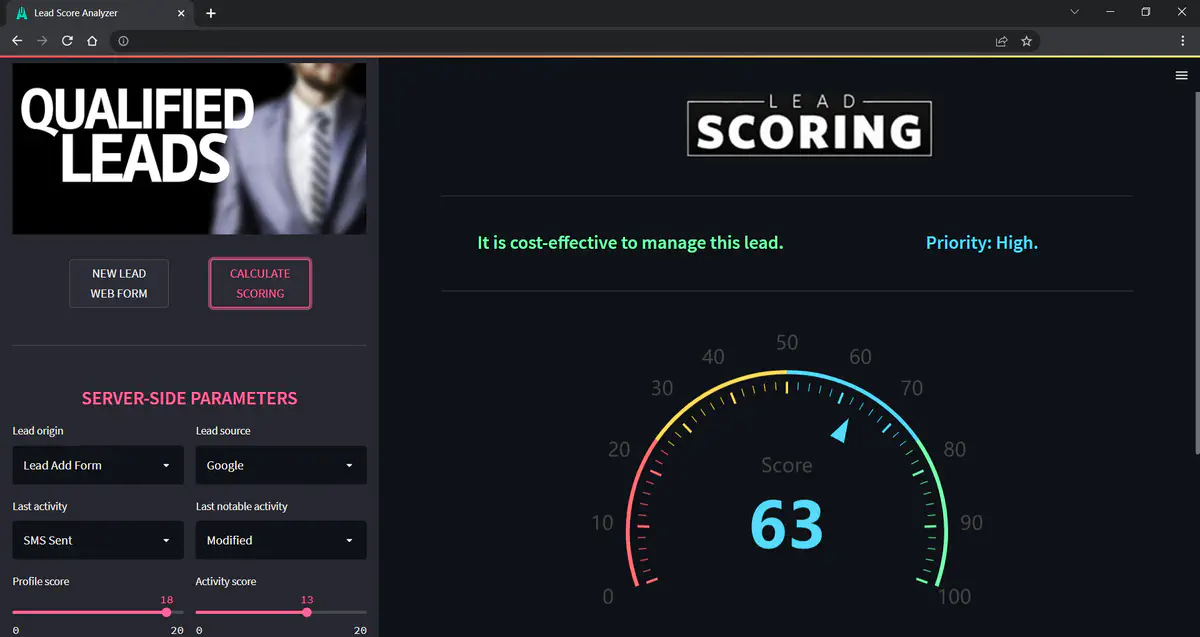 Lead Score Analyzer
QUALIFIED
LEADS
NEW LEAD
WEB FORM
CALCULATE
SCORING
SERVER-SIDE PARAMETERS
Lead origin
Lead source
Lead Add Form
Google
Last activity
Last notable activity
SMS Sent
Modified
Profile score
Activity score
18
13
0
20
0
20
LEAD
SCORING
It is cost-effective to manage this lead.
Priority: High.
0
10
20
30
40
50
60
70
80
90
100
Score
63